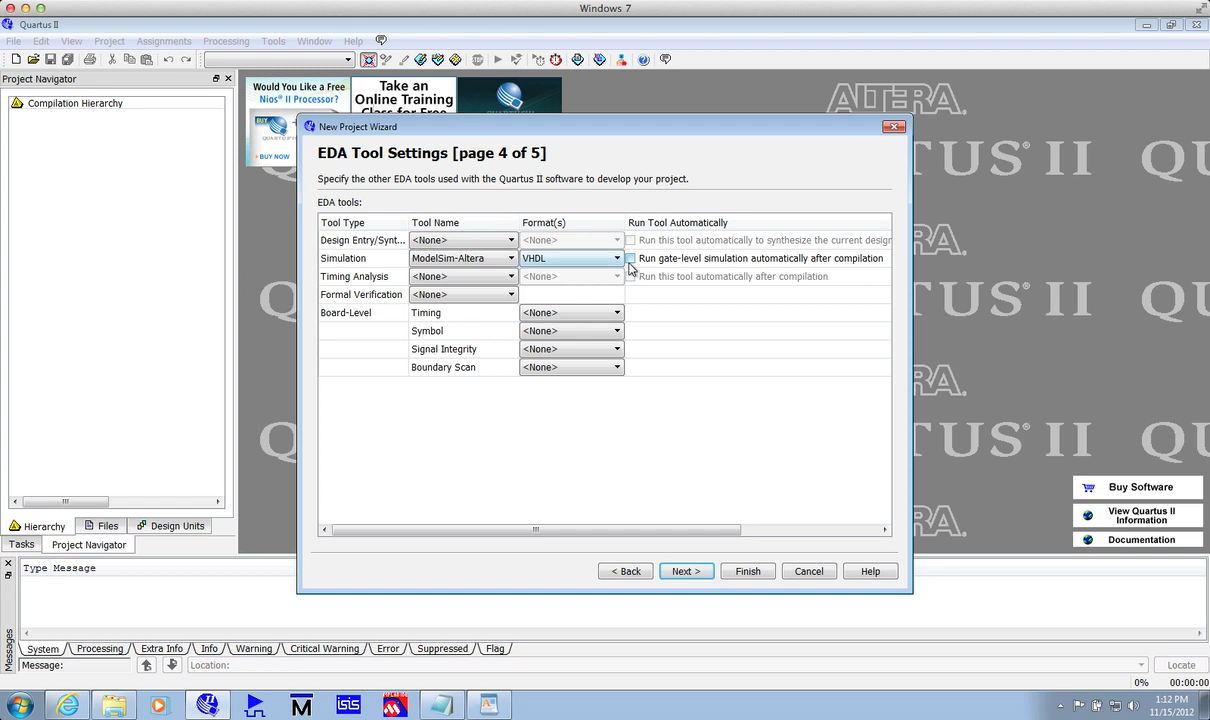 Windows 7
Quartus II
File Edit View Project Assignments Processing Tools Window Help
Project Navigator
Compilation Hierarchy
Would You Like a Free
Nios® II Processor?
BUY
BUY NOW
Take an
Online Training
Class for Free
ALTERA.
QUARTUS® II
New Project Wizard
EDA Tool Settings [page 4 of 5]
Specify the other EDA tools used with the Quartus II software to develop your project.
EDA tools:
Tool Type Tool Name Format(s) Run Tool Automatically
Design Entry/Synt... <None> <None> Run this tool automatically to synthesize the current design
Simulation ModelSim-Altera VHDL Run gate-level simulation automatically after compilation
Timing Analysis <None> <None> Run this tool automatically after compilation
Formal Verification <None>
Board-Level Timing <None>
Symbol <None>
Signal Integrity <None>
Boundary Scan <None>
< Back Next > Finish Cancel Help
Buy Software
View Quartus II
Information
Documentation
Hierarchy Files Design Units
Tasks Project Navigator
Type Message
Messages
System Processing Extra Info Info Warning Critical Warning Error Suppressed Flag
Message: Location: Locate
0% 00:00:00
M ISIS
1:12 PM
11/15/2012